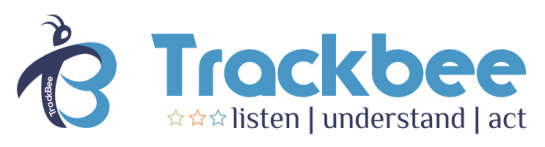 TrackBee
Trackbee
listen | understand | act